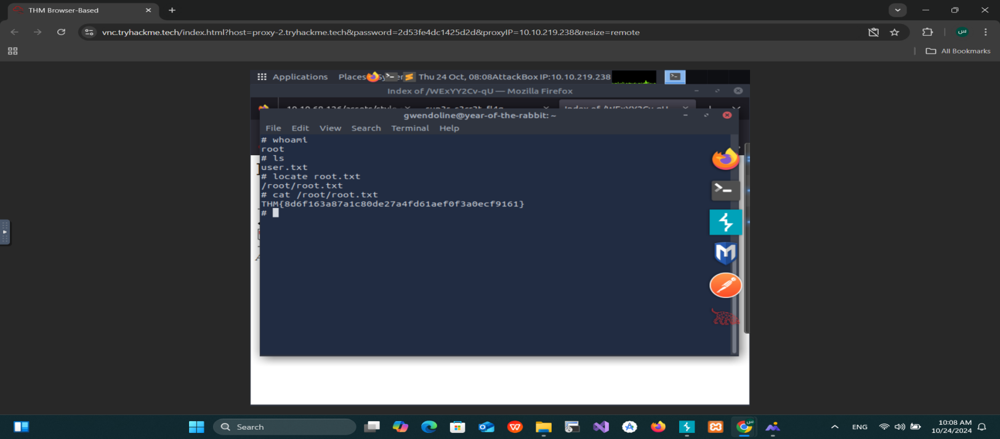 THM Browser-Based
vnc.tryhackme.tech/index.html?host=proxy-2.tryhackme.tech&password=2d53fe4dc1425d2d&proxyIP=10.10.219.238&resize=remote
س
All Bookmarks
Applications Places Thu 24 Oct, 08:08 AttackBox IP:10.10.219.238
Index of /WExYY2Cv-qU — Mozilla Firefox
gwendoline@year-of-the-rabbit: ~
File Edit View Search Terminal Help
# whoami
root
# ls
user.txt
# locate root.txt
/root/root.txt
# cat /root/root.txt
THM{8d6f163a87a1c80de27a4fd61aef0f3a0ecf9161}
#
Search
ENG
10:08 AM
10/24/2024